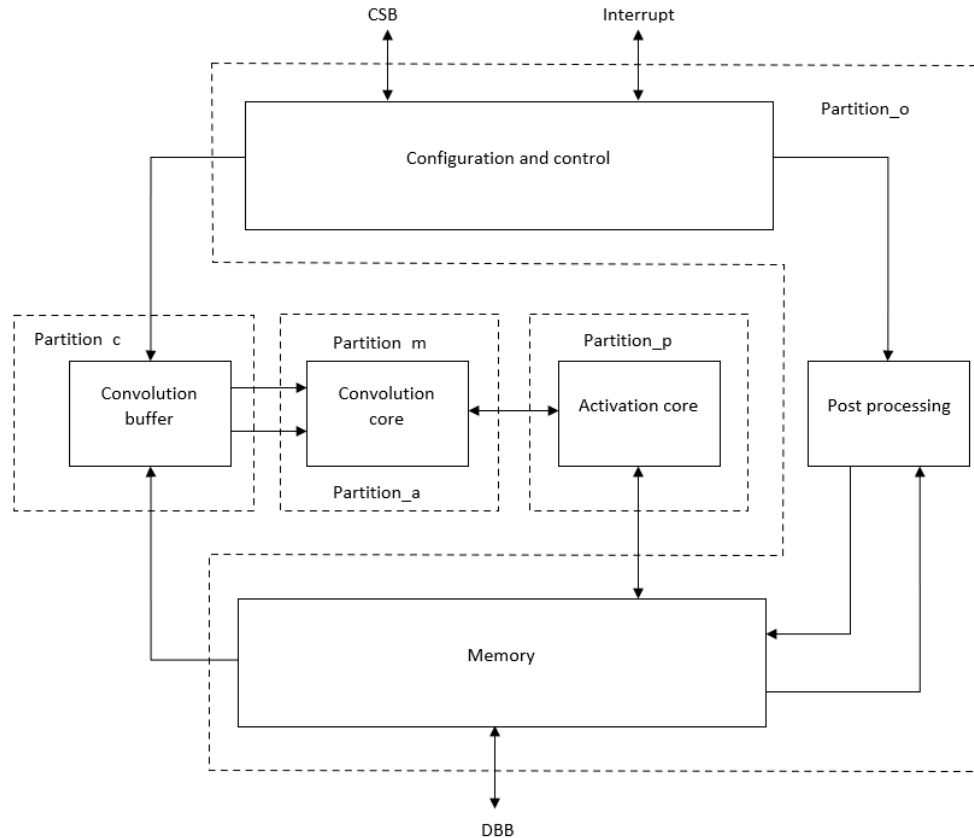 CSB
Interrupt
Partition_o
Configuration and control
Partition c
Partition m
Partition_p
Convolution
buffer
Convolution
core
Activation core
Post processing
Partition_a
Memory
DBB